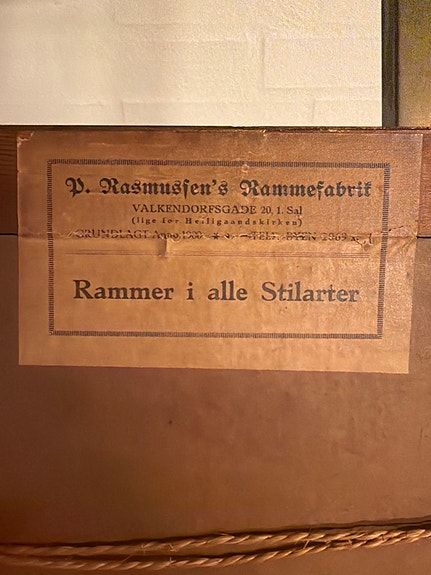 P. Rasmussen's Rammefabrik
VALKENDORFSGADE 20, 1. Sal
(lige for Helligaandskirken)
GRUNDLAGT Anno TELF. BYEN
Rammer i alle Stilarter